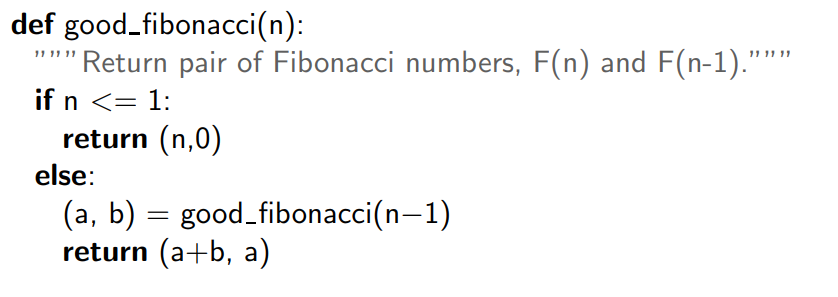 def good_fibonacci(n):
"""Return pair of Fibonacci numbers, F(n) and F(n-1)."""
if n <= 1:
return (n,0)
else:
(a, b) = good_fibonacci(n−1)
return (a+b, a)